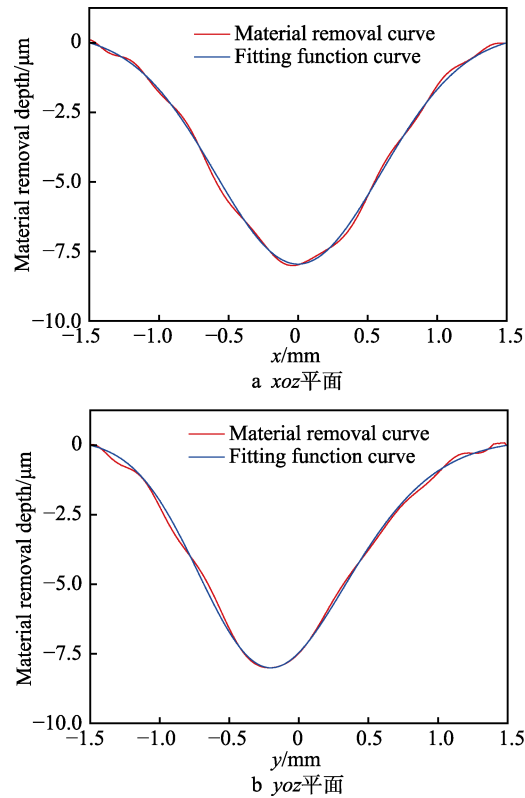 Material removal curve
Fitting function curve
Material removal depth/μm
0
−2.5
−5.0
−7.5
−10.0
−1.5
−1.0
−0.5
0
0.5
1.0
1.5
x/mm
a xoz平面
Material removal curve
Fitting function curve
Material removal depth/μm
0
−2.5
−5.0
−7.5
−10.0
−1.5
−1.0
−0.5
0
0.5
1.0
1.5
y/mm
b yoz平面